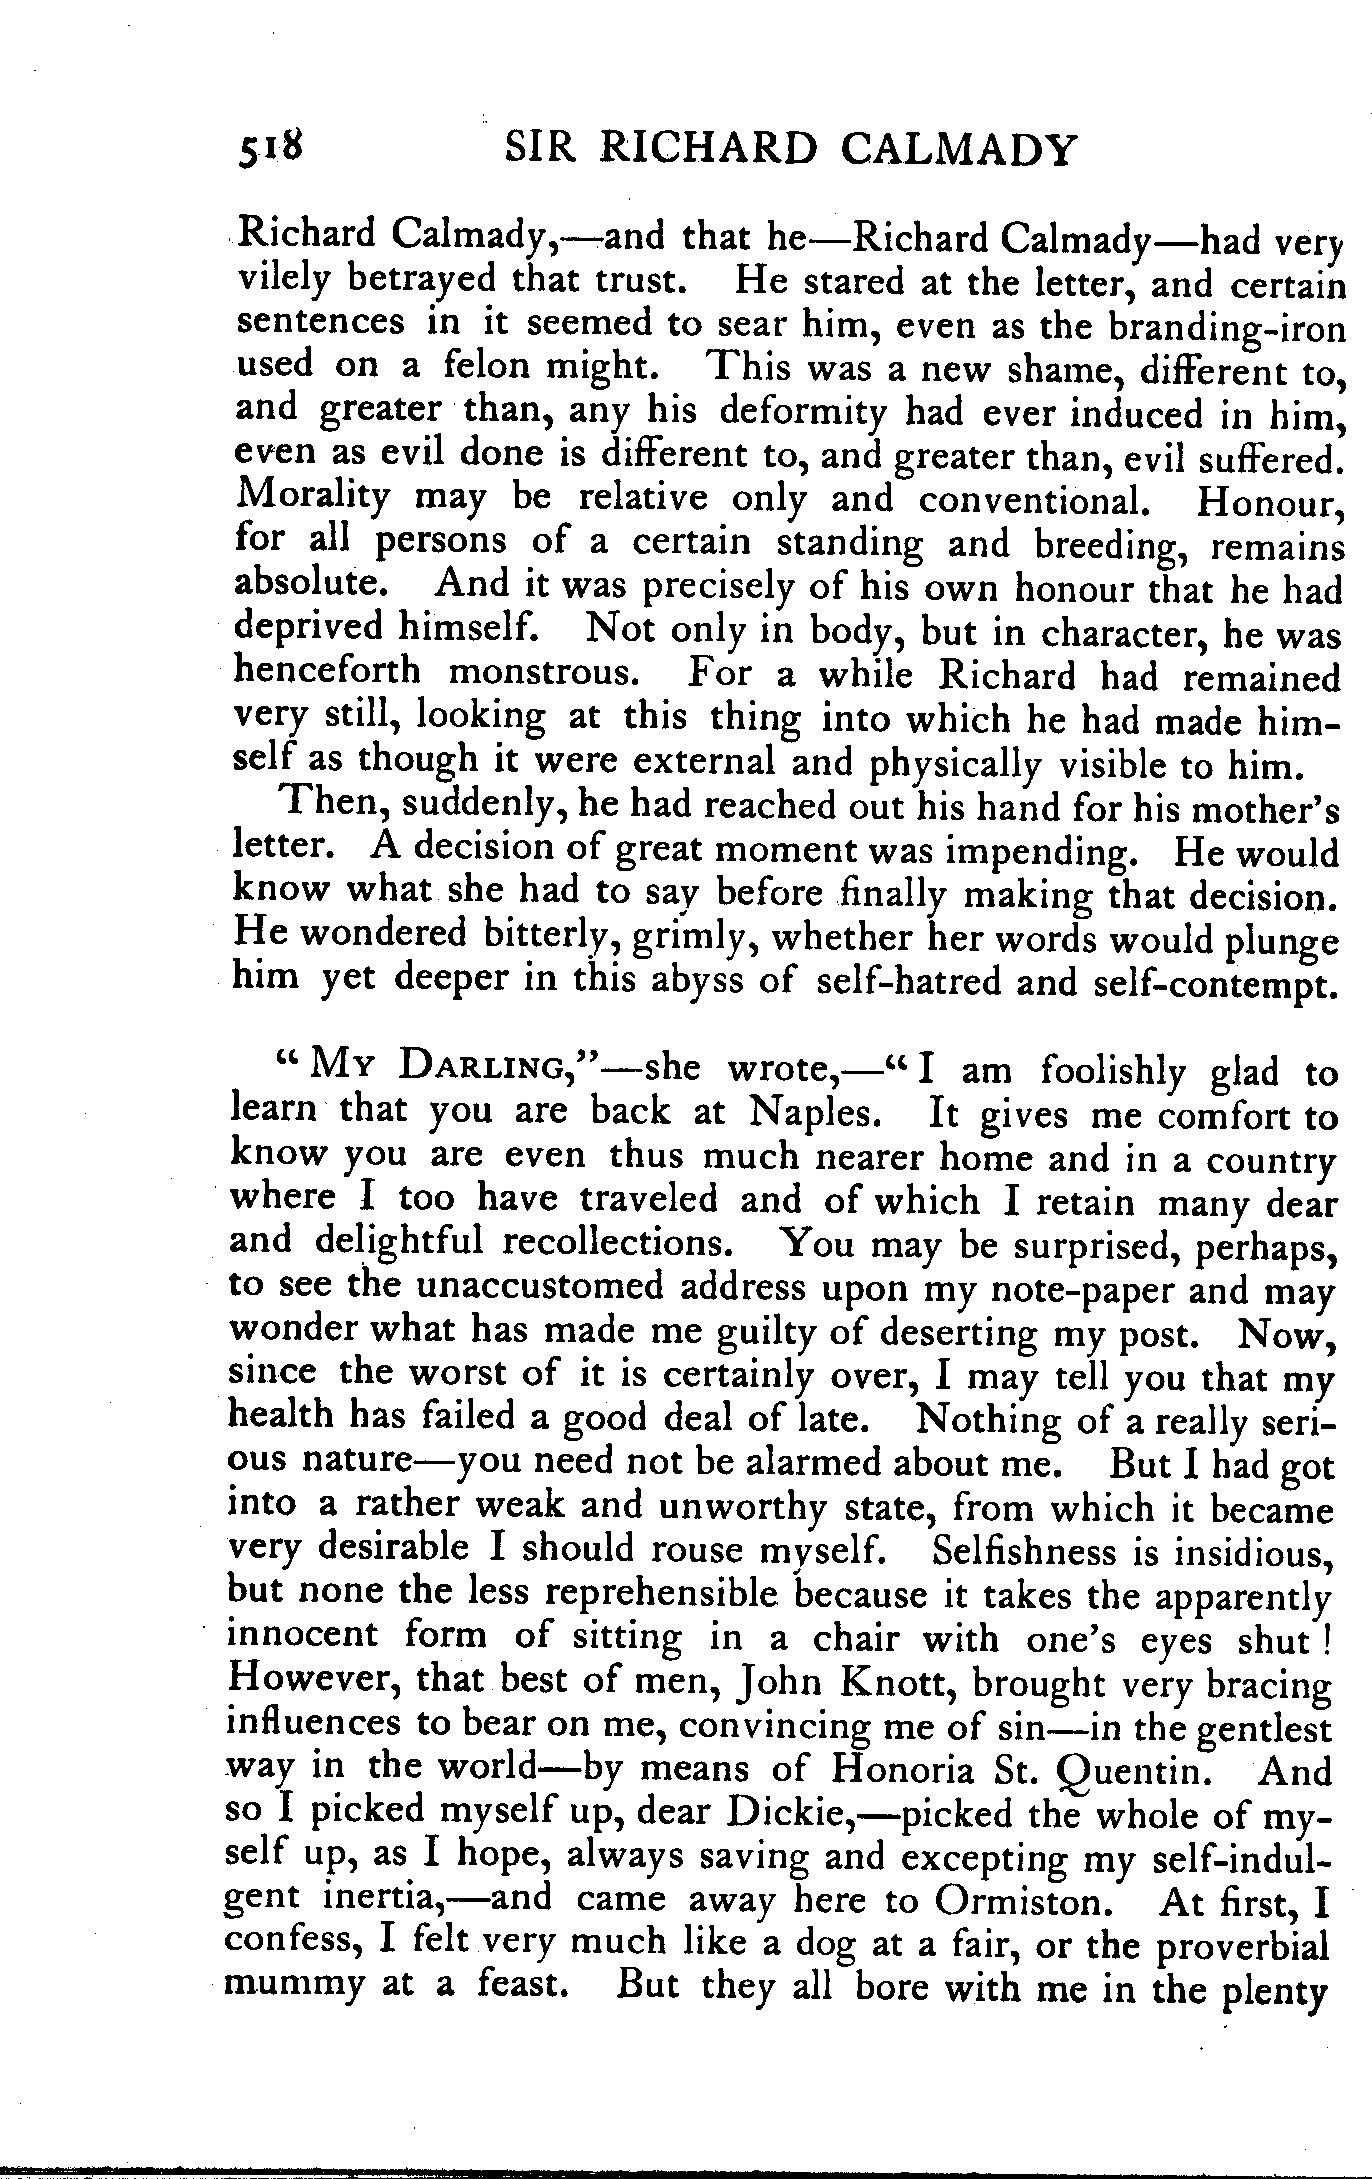 518 SIR RICHARD CALMADY
Richard Calmady,—and that he—Richard Calmady—had very
vilely betrayed that trust. He stared at the letter, and certain
sentences in it seemed to sear him, even as the branding-iron
used on a felon might. This was a new shame, different to,
and greater than, any his deformity had ever induced in him,
even as evil done is different to, and greater than, evil suffered.
Morality may be relative only and conventional. Honour,
for all persons of a certain standing and breeding, remains
absolute. And it was precisely of his own honour that he had
deprived himself. Not only in body, but in character, he was
henceforth monstrous. For a while Richard had remained
very still, looking at this thing into which he had made him-
self as though it were external and physically visible to him.
Then, suddenly, he had reached out his hand for his mother's
letter. A decision of great moment was impending. He would
know what she had to say before finally making that decision.
He wondered bitterly, grimly, whether her words would plunge
him yet deeper in this abyss of self-hatred and self-contempt.
"MY DARLING,"—she wrote,—"I am foolishly glad to
learn that you are back at Naples. It gives me comfort to
know you are even thus much nearer home and in a country
where I too have traveled and of which I retain many dear
and delightful recollections. You may be surprised, perhaps,
to see the unaccustomed address upon my note-paper and may
wonder what has made me guilty of deserting my post. Now,
since the worst of it is certainly over, I may tell you that my
health has failed a good deal of late. Nothing of a really seri-
ous nature—you need not be alarmed about me. But I had got
into a rather weak and unworthy state, from which it became
very desirable I should rouse myself. Selfishness is insidious,
but none the less reprehensible because it takes the apparently
innocent form of sitting in a chair with one's eyes shut!
However, that best of men, John Knott, brought very bracing
influences to bear on me, convincing me of sin—in the gentlest
way in the world—by means of Honoria St. Quentin. And
so I picked myself up, dear Dickie,—picked the whole of my-
self up, as I hope, always saving and excepting my self-indul-
gent inertia,—and came away here to Ormiston. At first, I
confess, I felt very much like a dog at a fair, or the proverbial
mummy at a feast. But they all bore with me in the plenty